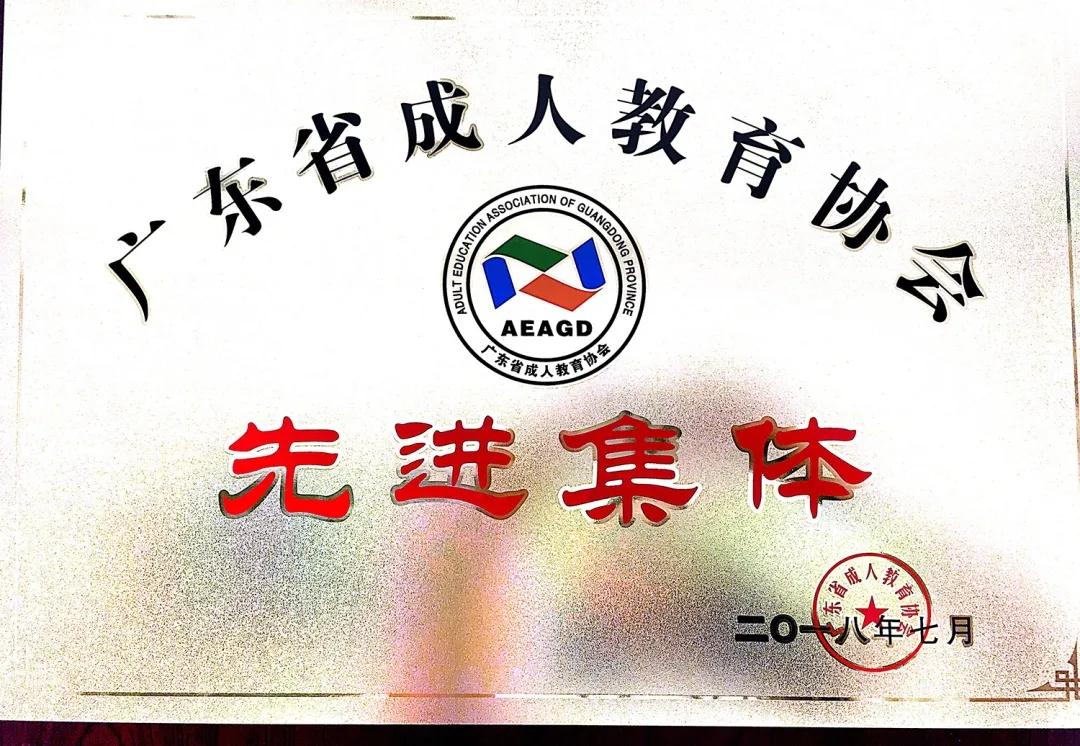 广东省成人教育协会
ADULT EDUCATION ASSOCIATION OF GUANGDONG PROVINCE
AEAGD
广东省成人教育协会
先进集体
广东省成人教育协会
二〇一八年七月